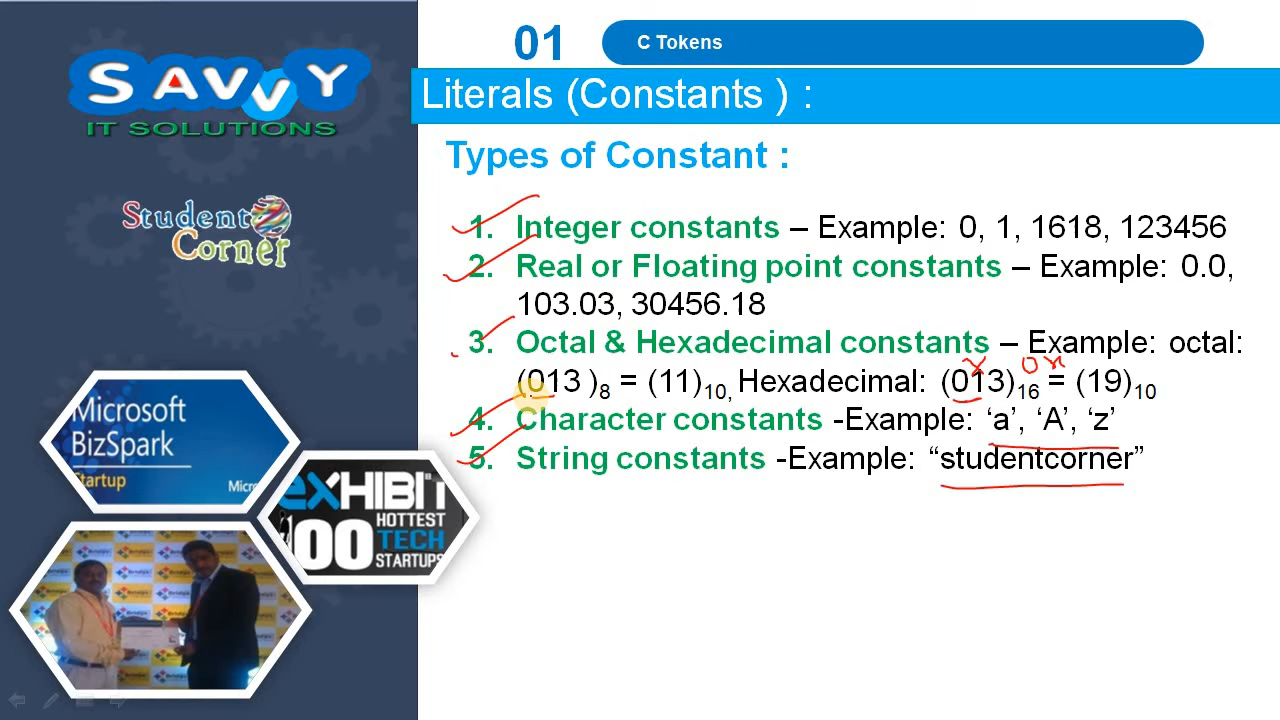 SAVVY
IT SOLUTIONS
Student
Corner
Microsoft
BizSpark
Startup
Micros
eXHIBIT
100
HOTTEST
TECH
STARTUPS
01
C Tokens
Literals (Constants ) :
Types of Constant :
1. Integer constants – Example: 0, 1, 1618, 123456
2. Real or Floating point constants – Example: 0.0,
103.03, 30456.18
3. Octal & Hexadecimal constants – Example: octal:
x 0x
(013 )8 = (11)10, Hexadecimal: (013)16 = (19)10
4. Character constants -Example: ‘a’, ‘A’, ‘z’
5. String constants -Example: “studentcorner”